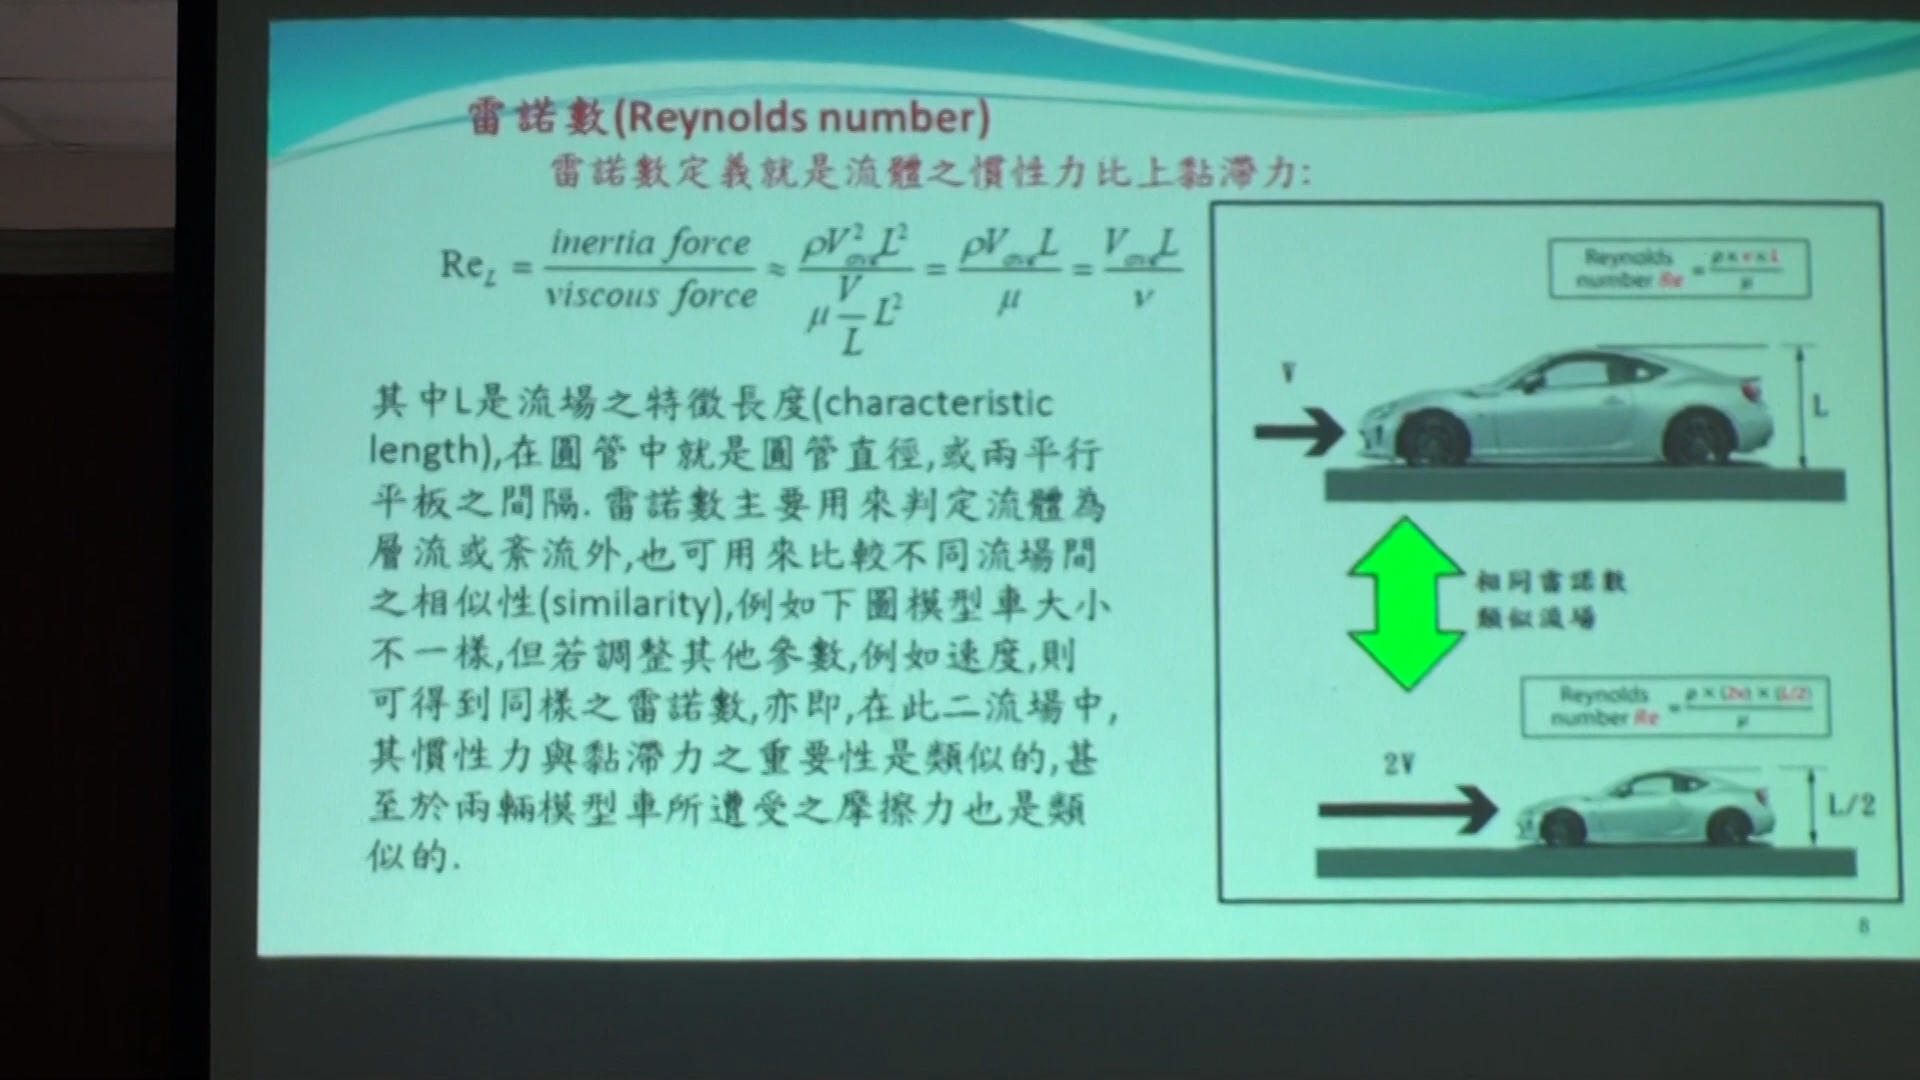 雷諾數(Reynolds number)
雷諾數定義就是流體之慣性力比上黏滯力:
Re_L = inertia force / viscous force ≈ ρV²_ave L² / μ (V/L) L² = ρV_ave L / μ = V_ave L / ν
其中L是流場之特徵長度(characteristic
length),在圓管中就是圓管直徑,或兩平行
平板之間隔. 雷諾數主要用來判定流體為
層流或紊流外,也可用來比較不同流場間
之相似性(similarity),例如下圖模型車大小
不一樣,但若調整其他參數,例如速度,則
可得到同樣之雷諾數,亦即,在此二流場中,
其慣性力與黏滯力之重要性是類似的,甚
至於兩輛模型車所遭受之摩擦力也是類
似的.
Reynolds number Re = ρ×v×L / μ
V
L
相同雷諾數
類似流場
Reynolds number Re = ρ×(2v)×(L/2) / μ
2V
L/2
8